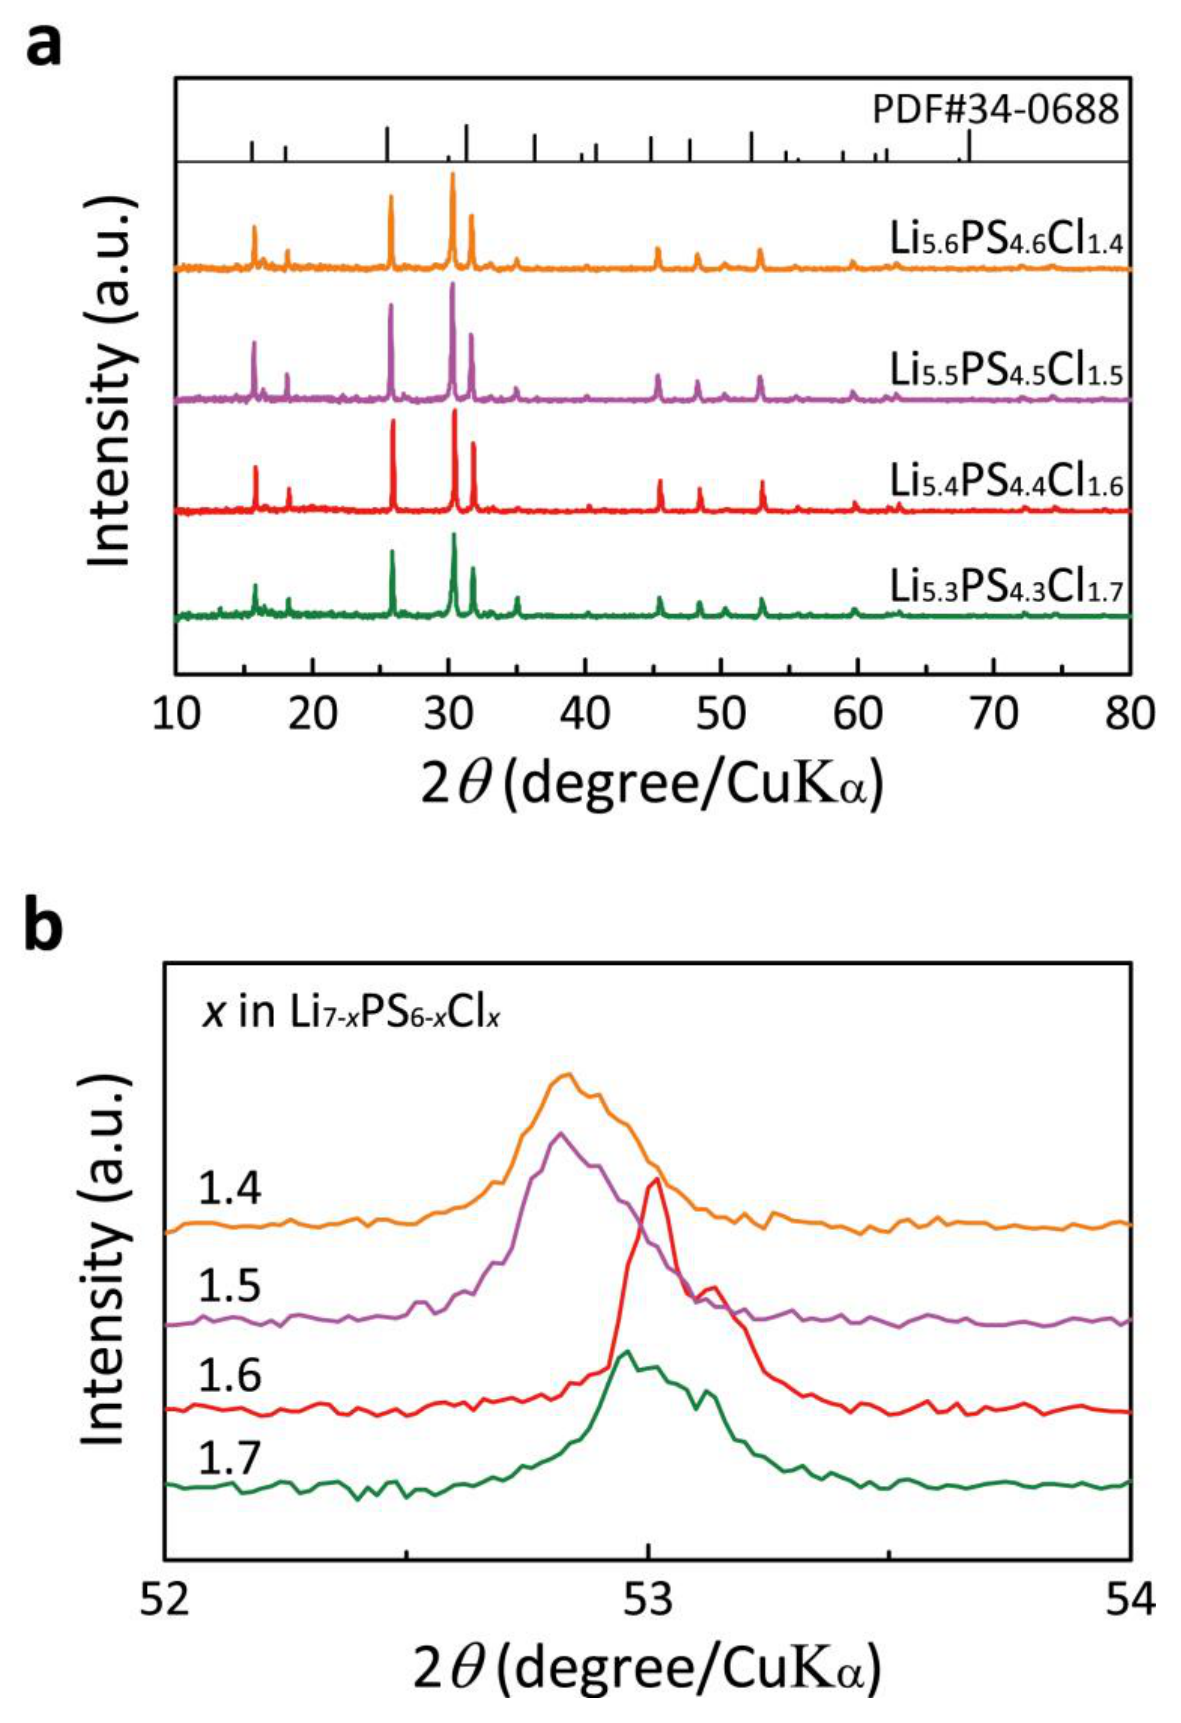 a
PDF#34-0688
Li5.6PS4.6Cl1.4
Li5.5PS4.5Cl1.5
Li5.4PS4.4Cl1.6
Li5.3PS4.3Cl1.7
Intensity (a.u.)
10 20 30 40 50 60 70 80
2θ (degree/CuKα)
b
x in Li7-xPS6-xClx
1.4
1.5
1.6
1.7
Intensity (a.u.)
52 53 54
2θ (degree/CuKα)